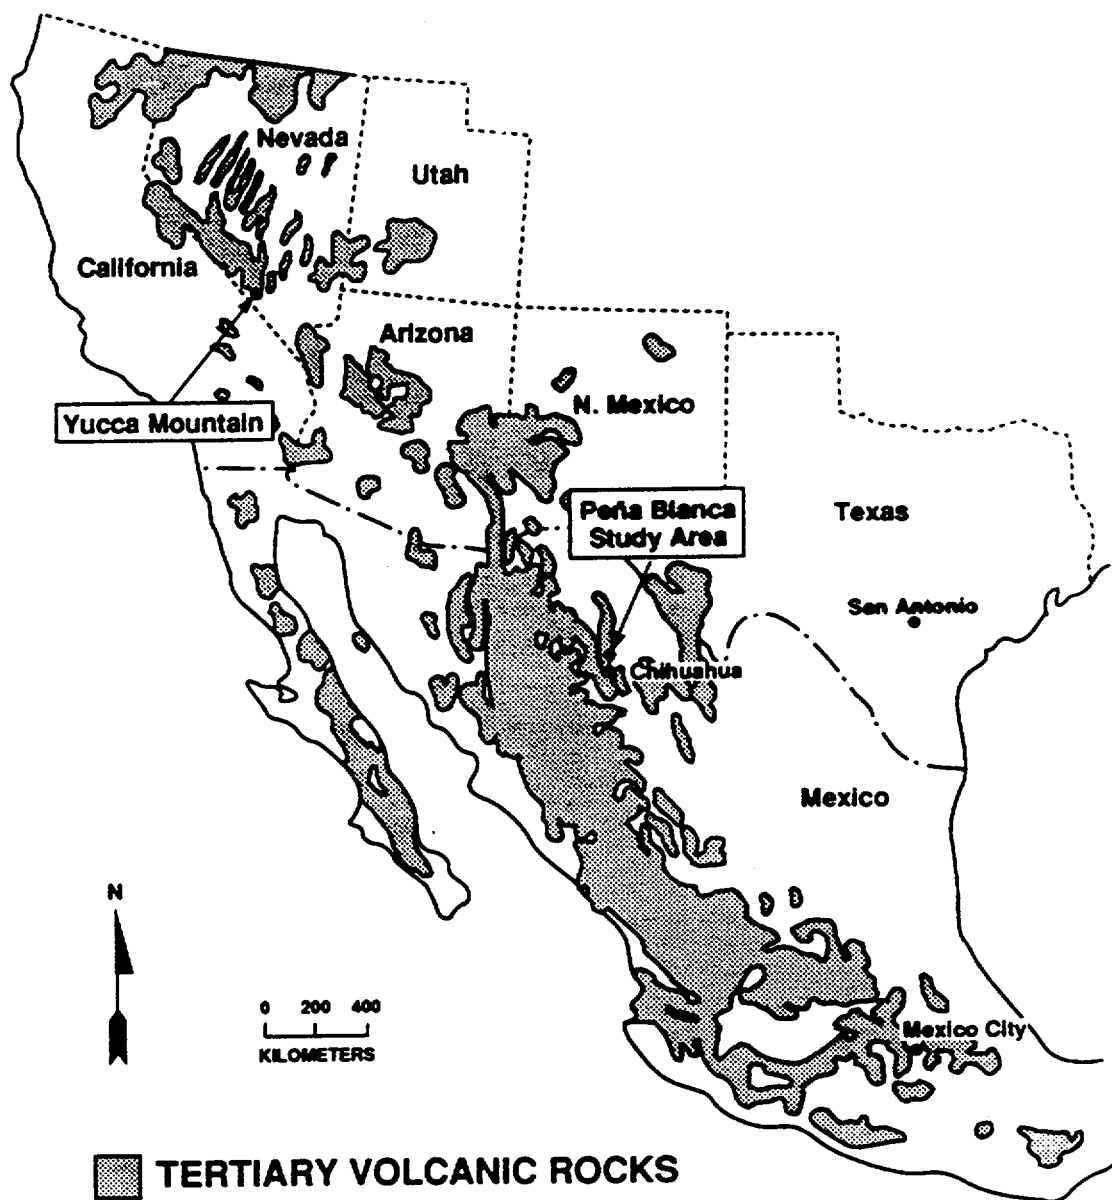 Nevada
Utah
California
Arizona
Yucca Mountain
N. Mexico
Peña Blanca
Study Area
Texas
San Antonio
Chihuahua
Mexico
N
0 200 400
KILOMETERS
Mexico City
TERTIARY VOLCANIC ROCKS